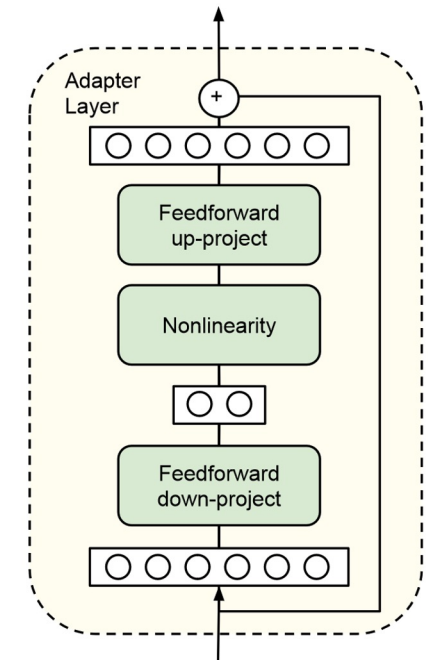 Adapter
Layer
+
Feedforward
up-project
Nonlinearity
Feedforward
down-project